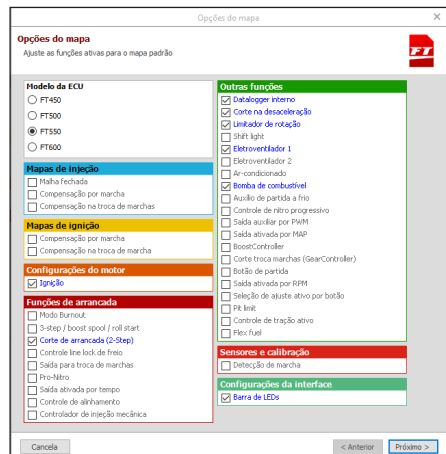 Opções do mapa
Opções do mapa
Ajuste as funções ativas para o mapa padrão
FT
Modelo da ECU
FT450
FT500
FT550
FT600
Mapas de injeção
Malha fechada
Compensação por marcha
Compensação na troca de marchas
Mapas de ignição
Compensação por marcha
Compensação na troca de marcha
Configurações do motor
Ignição
Funções de arrancada
Modo Burnout
3-step / boost spool / roll start
Corte de arrancada (2-Step)
Controle line lock de freio
Saída para troca de marchas
Pro-Nitro
Saída ativada por tempo
Controle de alinhamento
Controlador de injeção mecânica
Outras funções
Datalogger interno
Corte na desaceleração
Limitador de rotação
Shift light
Eletroventilador 1
Eletroventilador 2
Ar-condicionado
Bomba de combustível
Auxílio de partida a frio
Controle de nitro progressivo
Saída auxiliar por PWM
Saída ativada por MAP
BoostController
Corte troca marchas (GearController)
Botão de partida
Saída ativada por RPM
Seleção de ajuste ativo por botão
Pit limit
Controle de tração ativo
Flex fuel
Sensores e calibração
Detecção de marcha
Configurações da interface
Barra de LEDs
Cancela
< Anterior
Próximo >